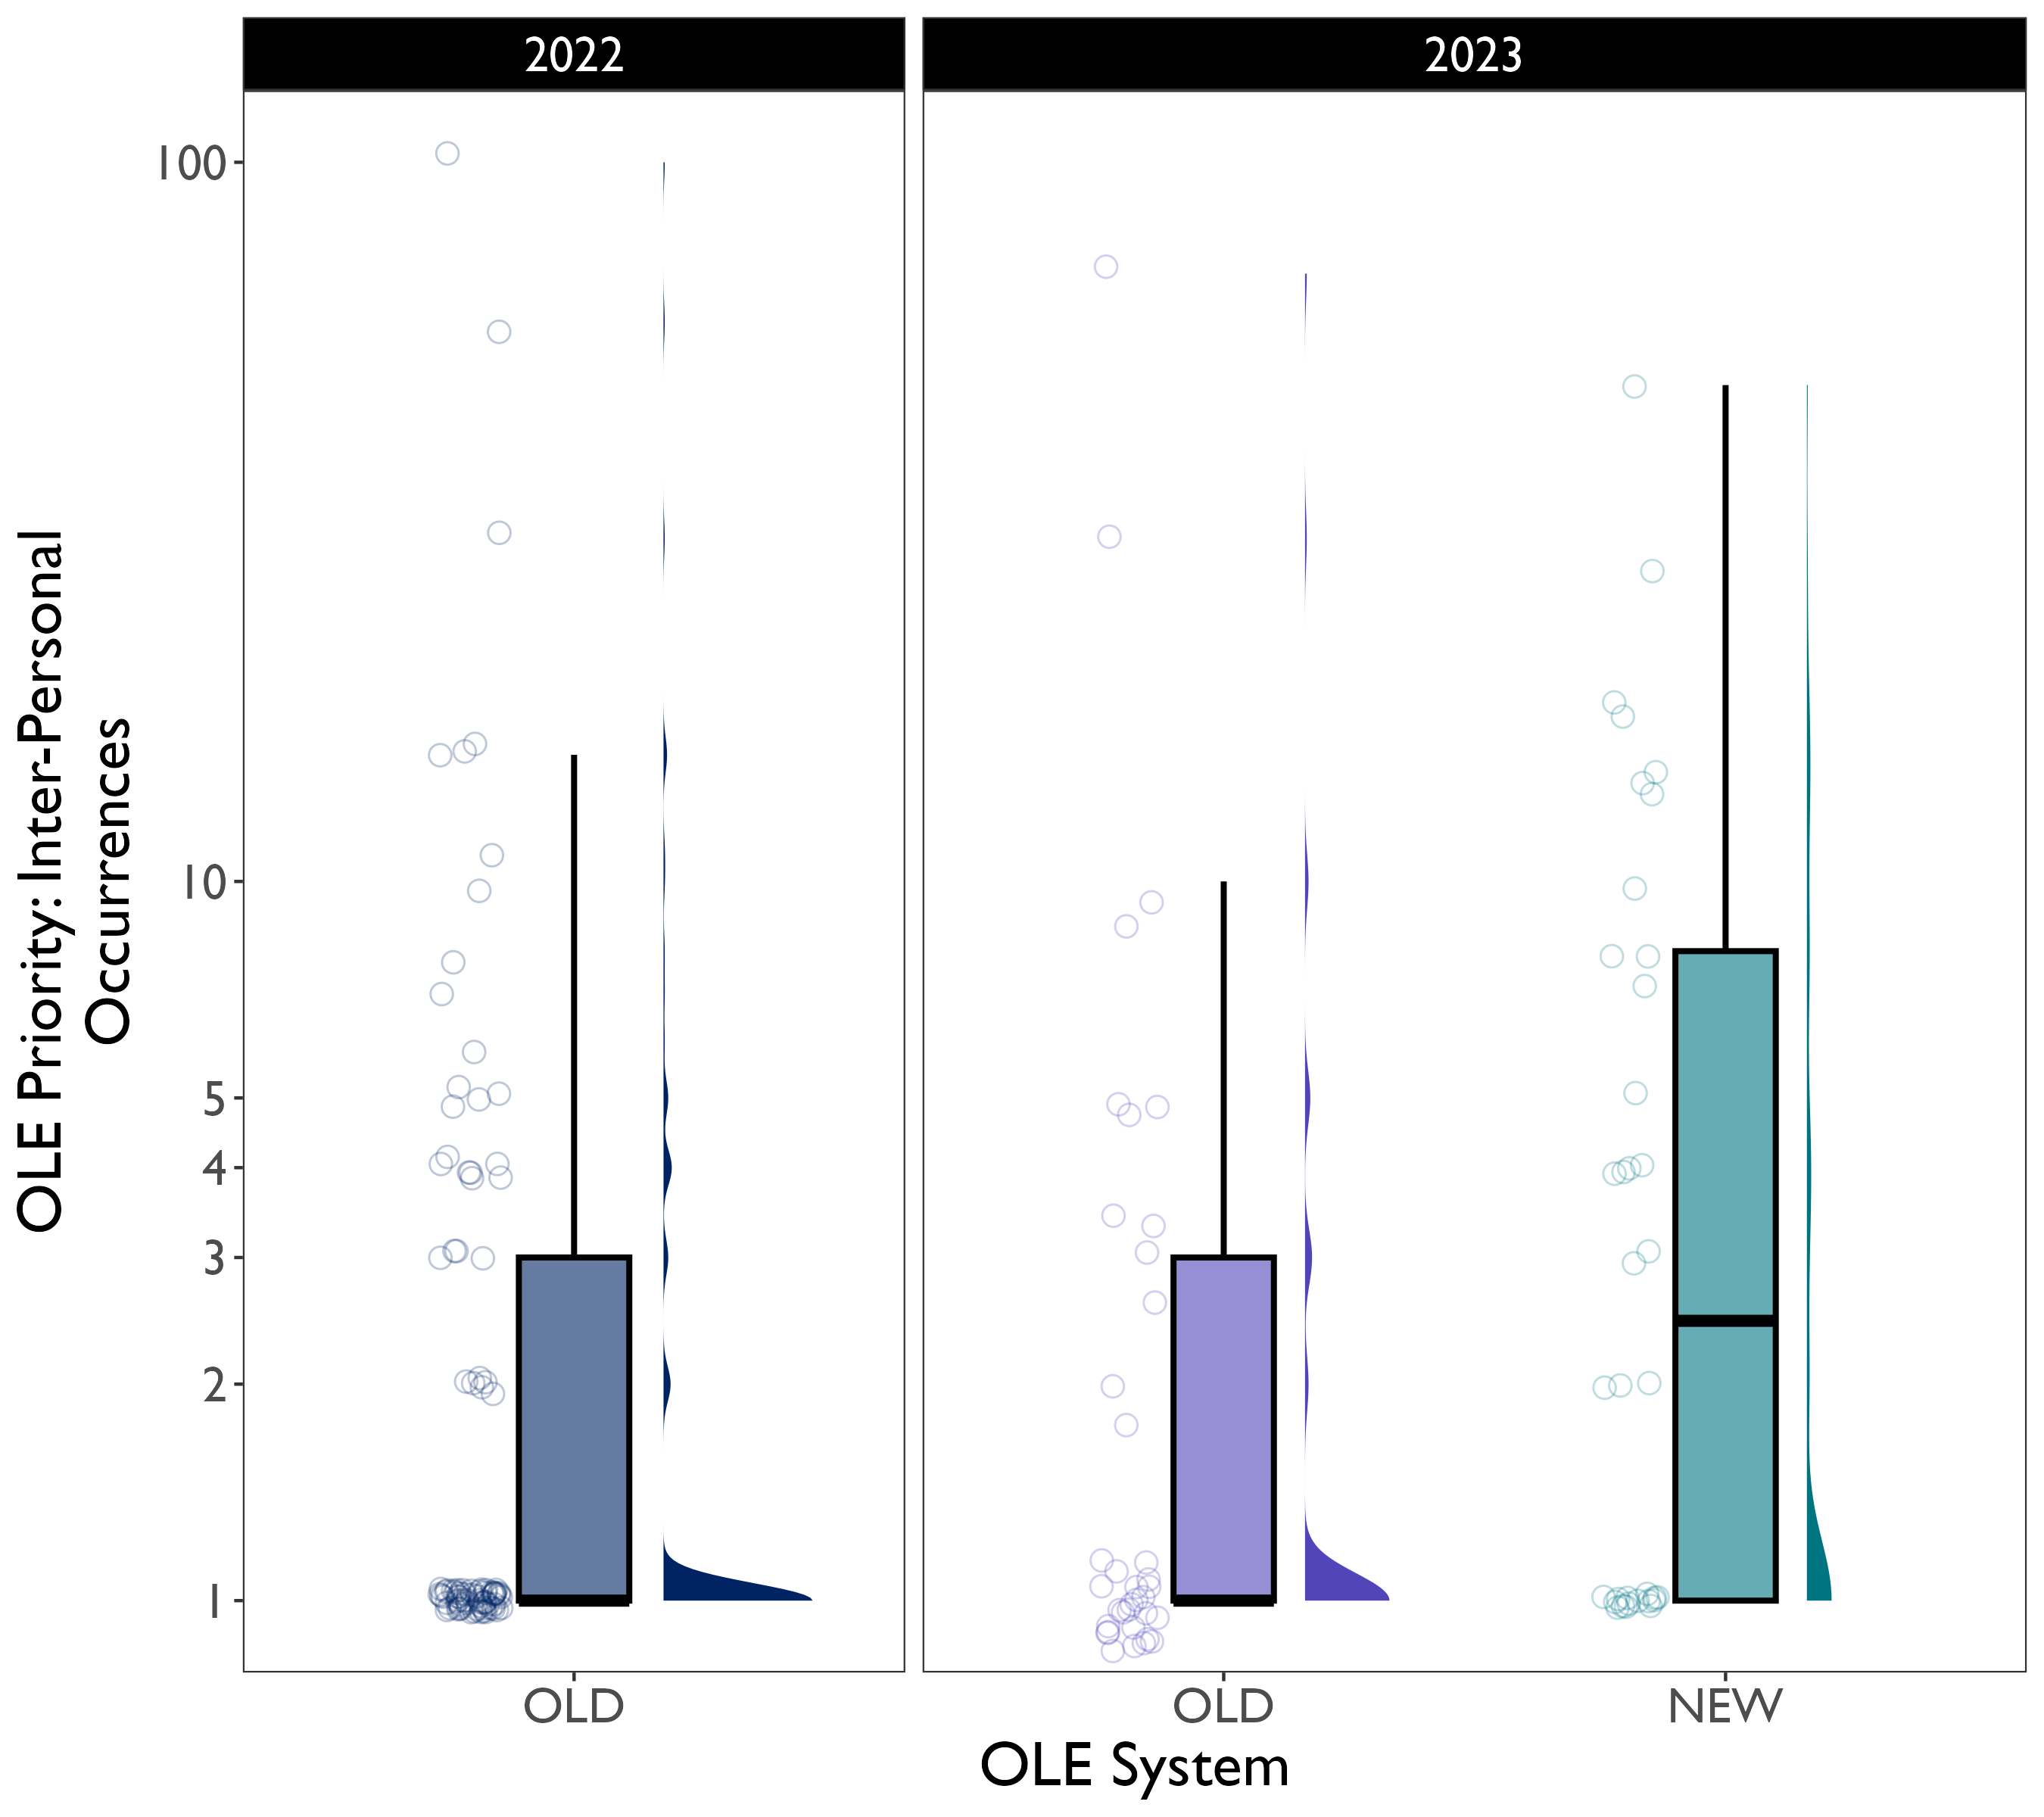 2022
2023
OLE Priority: Inter-Personal
Occurrences
100
10
5
4
3
2
1
OLD
OLD
NEW
OLE System